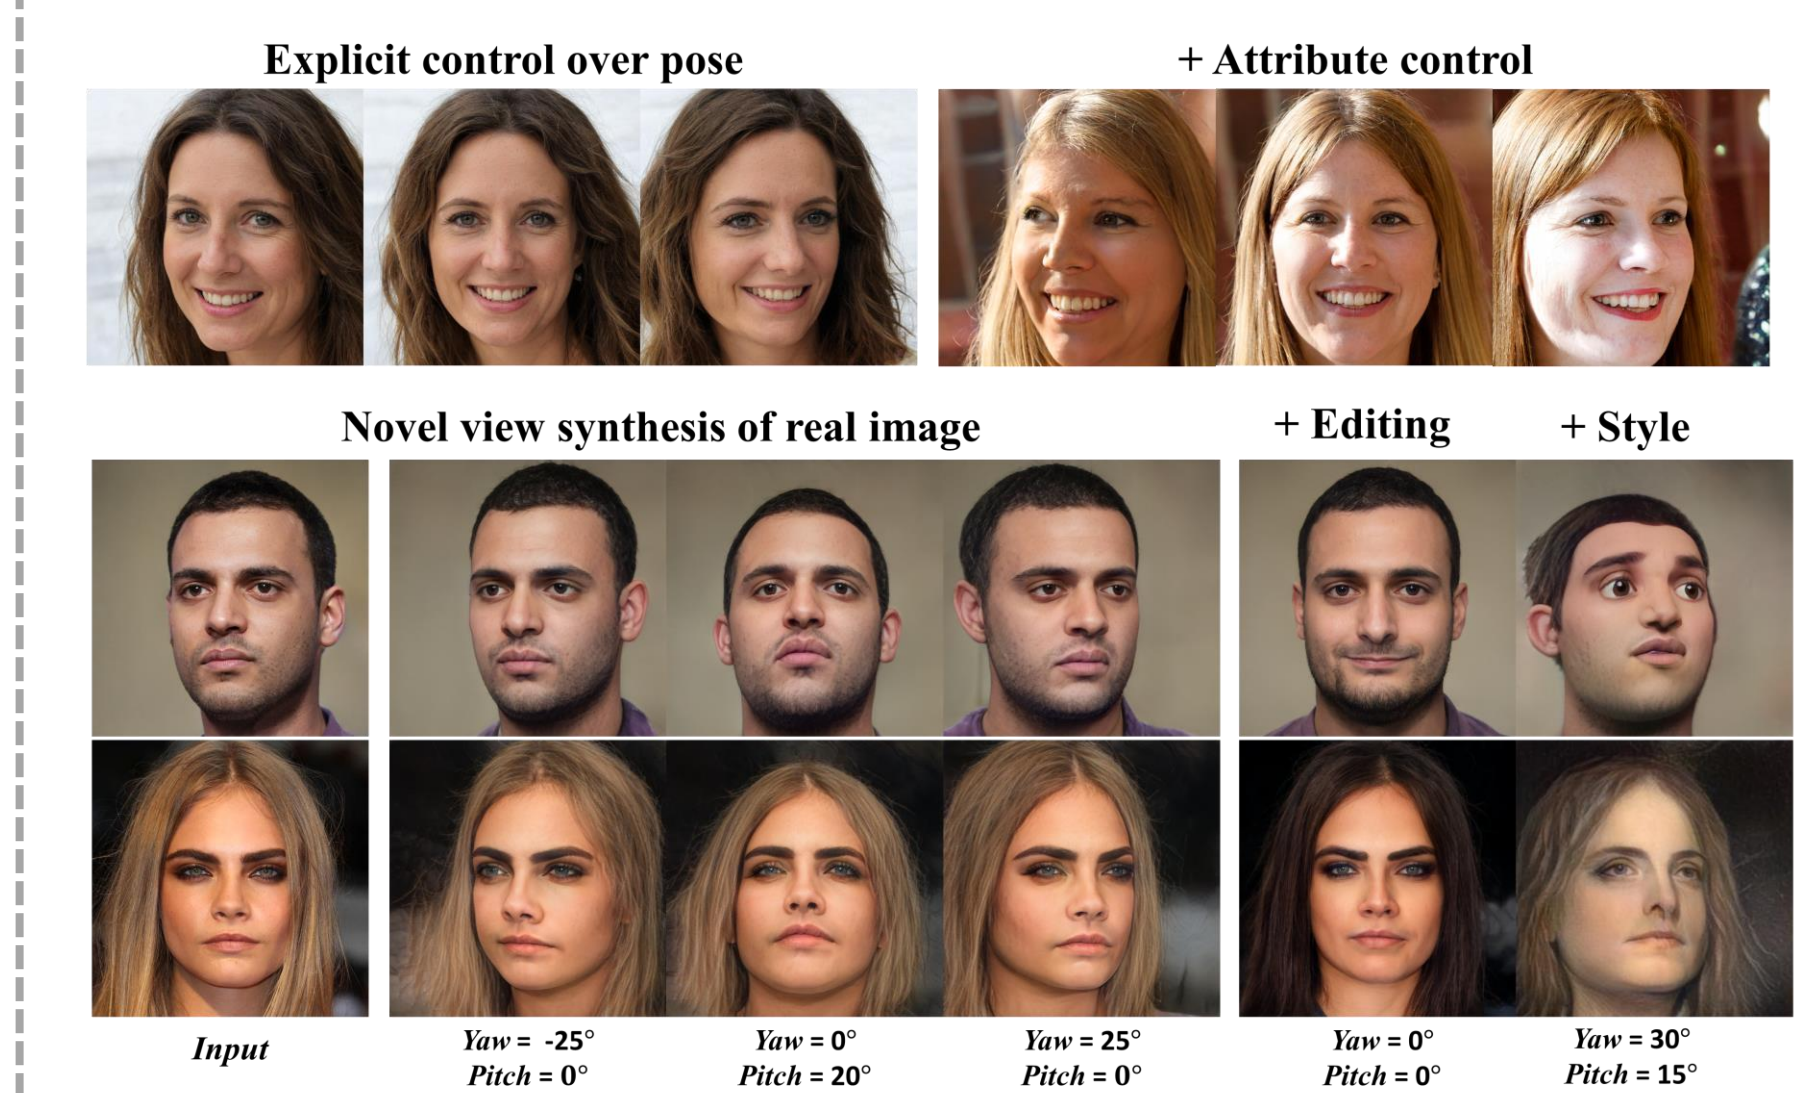 Explicit control over pose
+ Attribute control
Novel view synthesis of real image
+ Editing
+ Style
Input
Yaw = -25°
Pitch = 0°
Yaw = 0°
Pitch = 20°
Yaw = 25°
Pitch = 0°
Yaw = 0°
Pitch = 0°
Yaw = 30°
Pitch = 15°